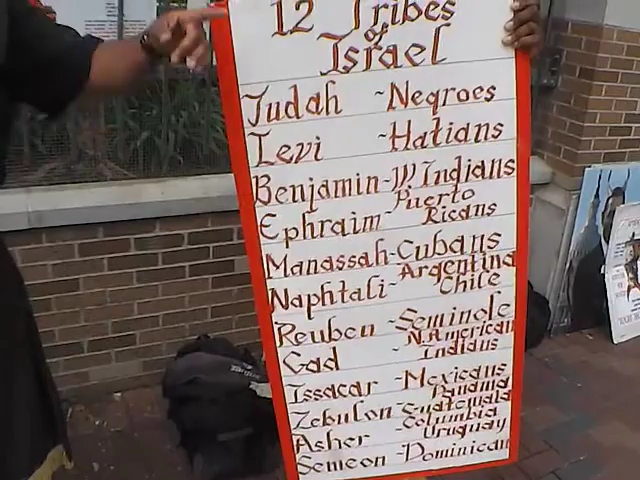 12 Tribes
of
Israel
Judah ~Negroes
Levi ~Hatians
Benjamin-W Indians
Ephraim~ Puerto Ricans
Manassah-Cubans
Naphtali~ Argentina Chile
Reuben ~Seminole
Gad ~ N.American Indians
Issacar ~Mexicans
Zebulon~ Panama Guatemala
Asher ~ Columbia Uruguay
Semeon ~Dominican